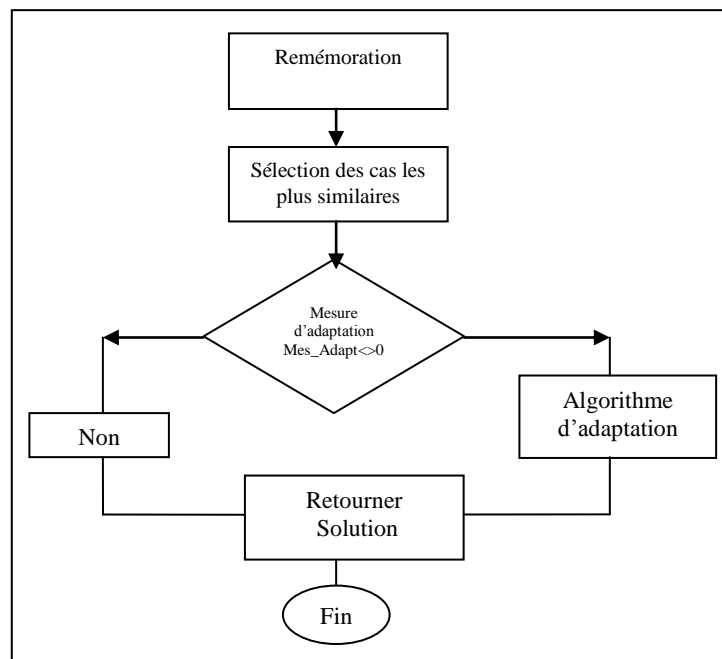 Remémoration
Sélection des cas les
plus similaires
Mesure
d’adaptation
Mes_Adapt<>0
Non
Algorithme
d’adaptation
Retourner
Solution
Fin